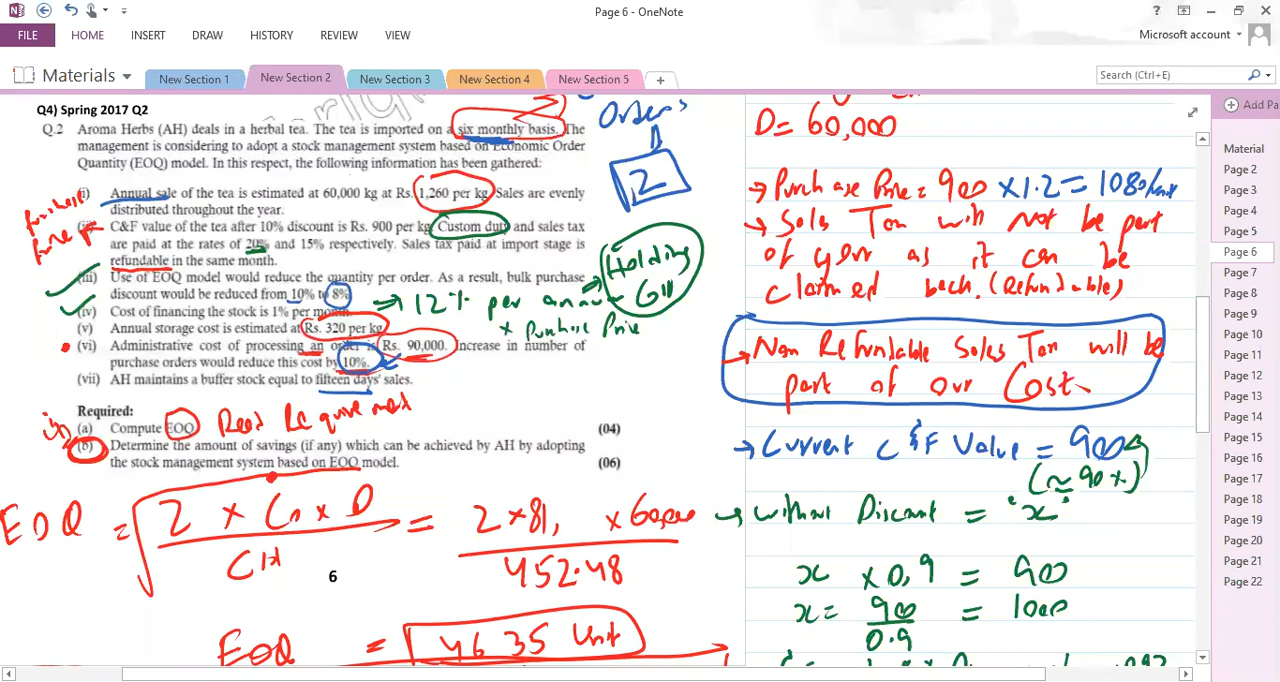 Page 6 - OneNote
FILE HOME INSERT DRAW HISTORY REVIEW VIEW
Microsoft account
Materials New Section 1 New Section 2 New Section 3 New Section 4 New Section 5
Search (Ctrl+E)
Q4) Spring 2017 Q2
Q.2 Aroma Herbs (AH) deals in a herbal tea. The tea is imported on a six monthly basis. The
management is considering to adopt a stock management system based on Economic Order
Quantity (EOQ) model. In this respect, the following information has been gathered:
(i) Annual sale of the tea is estimated at 60,000 kg at Rs. 1,260 per kg. Sales are evenly
distributed throughout the year.
C&F value of the tea after 10% discount is Rs. 900 per kg. Custom duty and sales tax
are paid at the rates of 20% and 15% respectively. Sales tax paid at import stage is
refundable in the same month.
(iii) Use of EOQ model would reduce the quantity per order. As a result, bulk purchase
discount would be reduced from 10% to 8%.
(iv) Cost of financing the stock is 1% per month.
(v) Annual storage cost is estimated at Rs. 320 per kg.
(vi) Administrative cost of processing an order is Rs. 90,000. Increase in number of
purchase orders would reduce this cost by 10%.
(vii) AH maintains a buffer stock equal to fifteen days' sales.
Required:
(a) Compute EOQ (04)
(b) Determine the amount of savings (if any) which can be achieved by AH by adopting
the stock management system based on EOQ model. (06)
Orders
2
Holding
→ 12% per annum
x Purchase Price
Read Requirement
EOQ = 2 x Co x D = 2 x 81, x 60,000
CH 452.48
6
EOQ = 4635 Unit
D = 60,000
→ Purchase Price = 900 x 1.2 = 1080/unit
→ Sales Tax will not be part
of your as it can be
claimed back. (Refundable)
→ Non Refundable Sales Tax will be
part of our Cost
→ Current C&F Value = 900
(≈ 90%)
→ without Discount = 'x'
x x 0.9 = 900
x = 900 = 1000
0.9
Add Pa
Material
Page 2
Page 3
Page 4
Page 5
Page 6
Page 7
Page 8
Page 9
Page 10
Page 11
Page 12
Page 13
Page 14
Page 15
Page 16
Page 17
Page 18
Page 19
Page 20
Page 21
Page 22